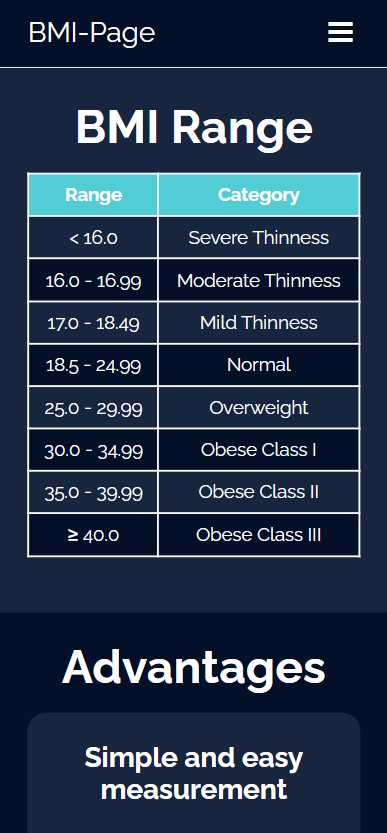 BMI-Page
BMI Range
Range Category
< 16.0 Severe Thinness
16.0 - 16.99 Moderate Thinness
17.0 - 18.49 Mild Thinness
18.5 - 24.99 Normal
25.0 - 29.99 Overweight
30.0 - 34.99 Obese Class I
35.0 - 39.99 Obese Class II
≥ 40.0 Obese Class III
Advantages
Simple and easy
measurement